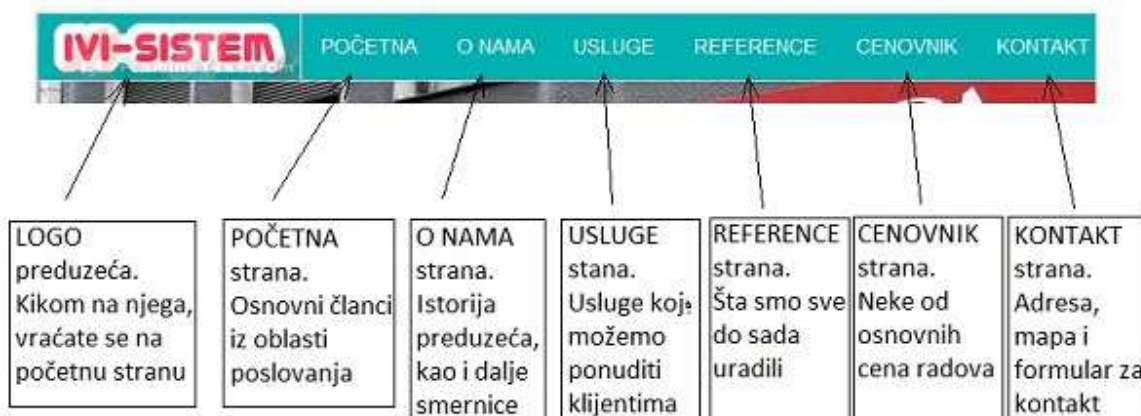 IVI-SISTEM
POČETNA
O NAMA
USLUGE
REFERENCE
CENOVNIK
KONTAKT
LOGO
preduzeća.
Kikom na njega,
vraćate se na
početnu stranu
POČETNA
strana.
Osnovni članci
iz oblasti
poslovanja
O NAMA
strana.
Istorija
preduzeća,
kao i dalje
smernice
USLUGE
stana.
Usluge koje
možemo
ponuditi
klijentima
REFERENCE
strana.
Šta smo sve
do sada
uradili
CENOVNIK
strana.
Neke od
osnovnih
cena radova
KONTAKT
strana.
Adresa,
mapa i
formular za
kontakt